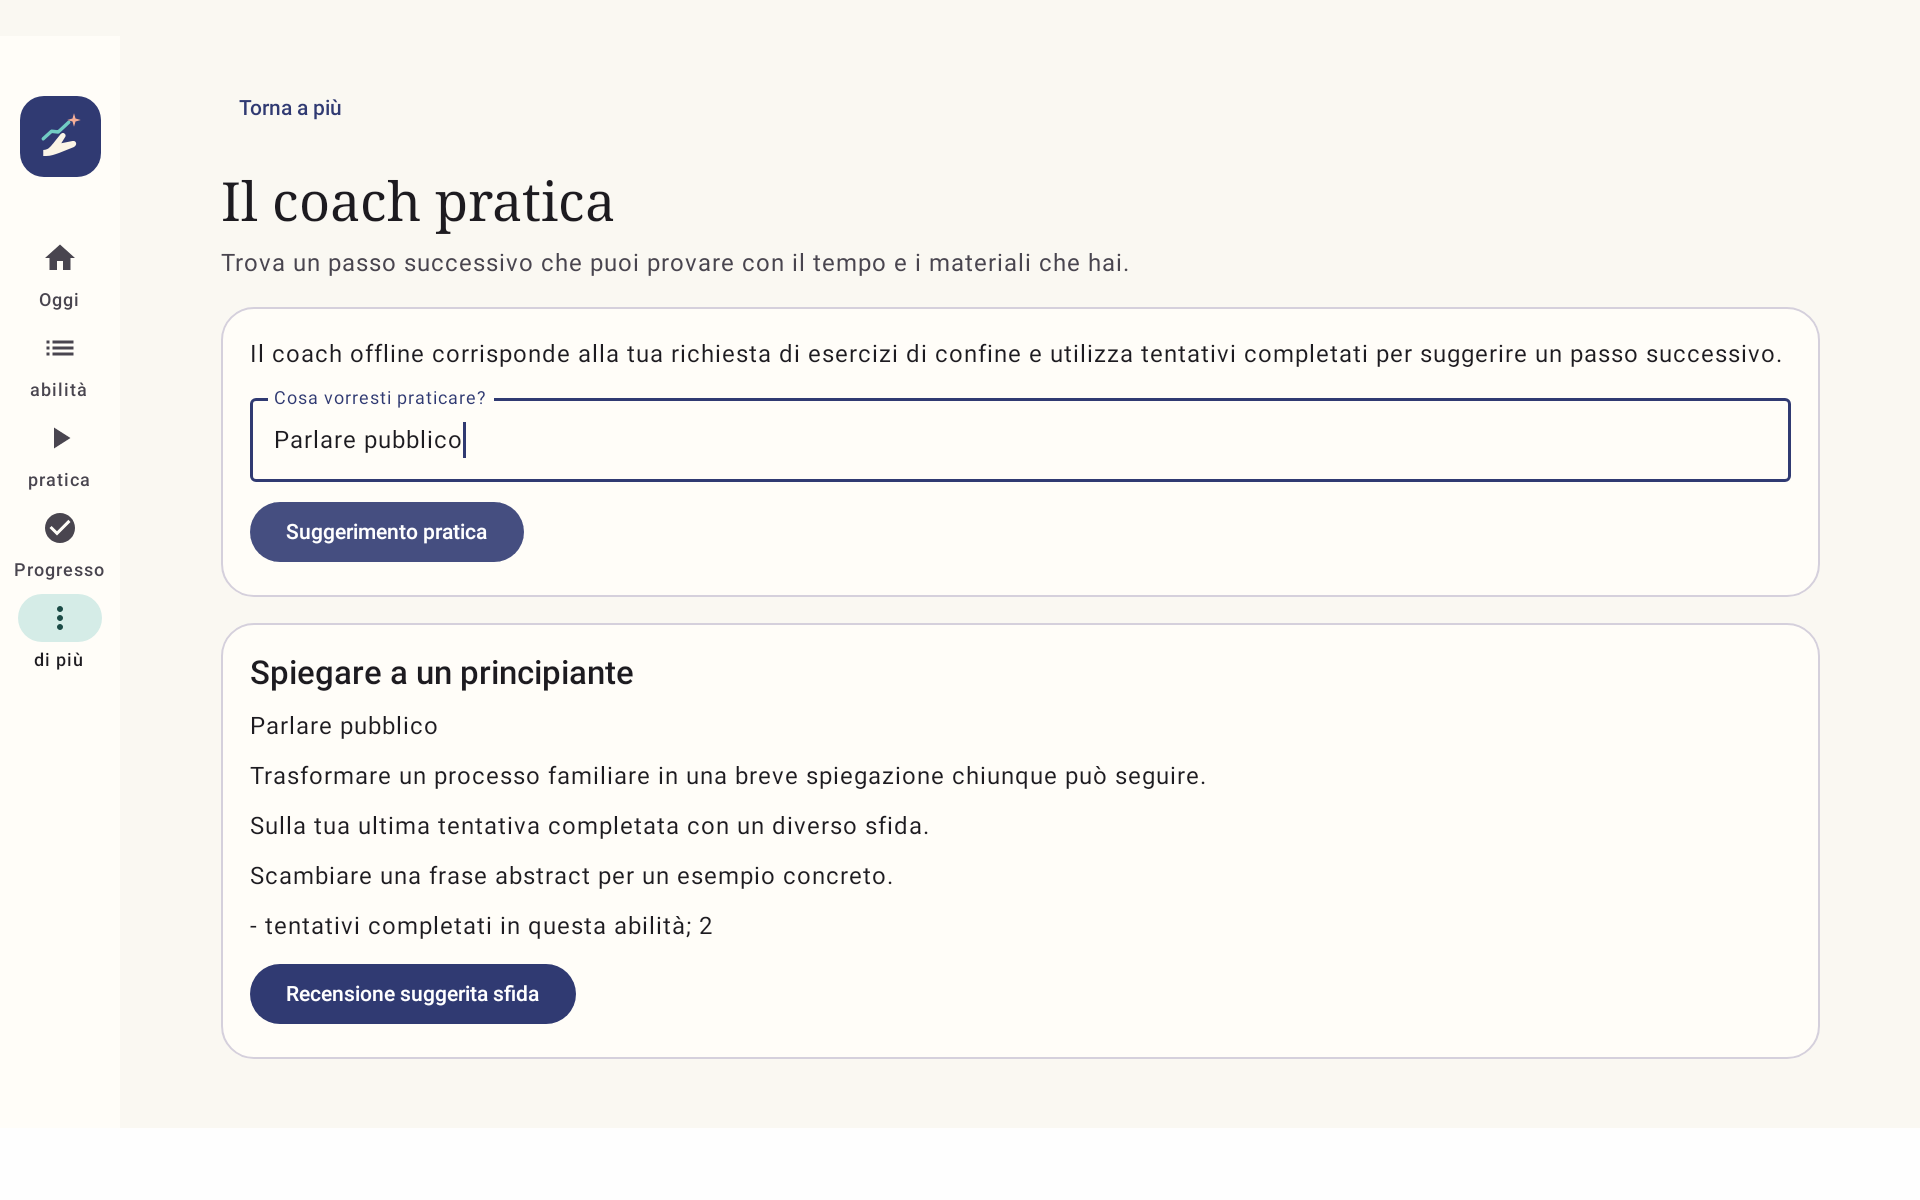 Torna a più
Il coach pratica
Trova un passo successivo che puoi provare con il tempo e i materiali che hai.
Oggi
abilità
pratica
Progresso
di più
Il coach offline corrisponde alla tua richiesta di esercizi di confine e utilizza tentativi completati per suggerire un passo successivo.
Cosa vorresti praticare?
Parlare pubblico
Suggerimento pratica
Spiegare a un principiante
Parlare pubblico
Trasformare un processo familiare in una breve spiegazione chiunque può seguire.
Sulla tua ultima tentativa completata con un diverso sfida.
Scambiare una frase abstract per un esempio concreto.
- tentativi completati in questa abilità; 2
Recensione suggerita sfida